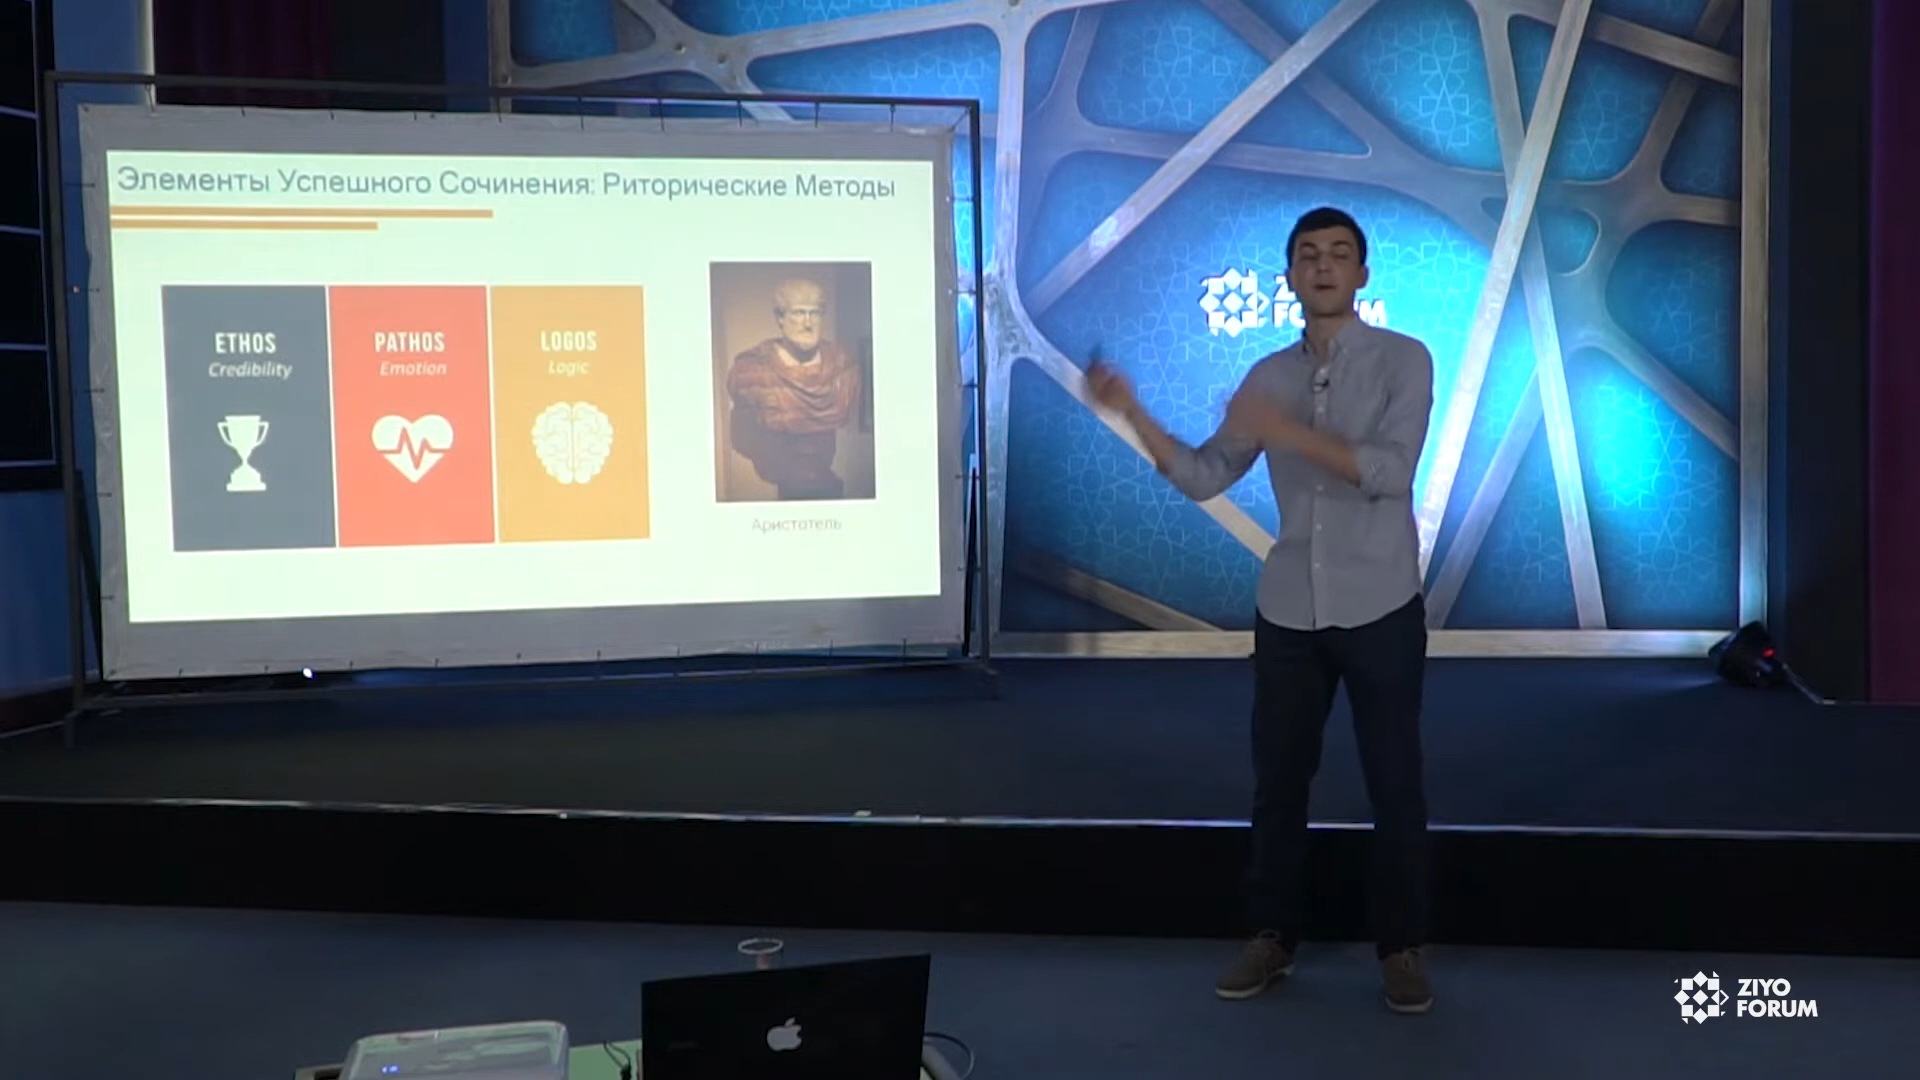 Элементы Успешного Сочинения: Риторические Методы
ETHOS
Credibility
PATHOS
Emotion
LOGOS
Logic
Аристотель
FORUM
ZIYO
FORUM